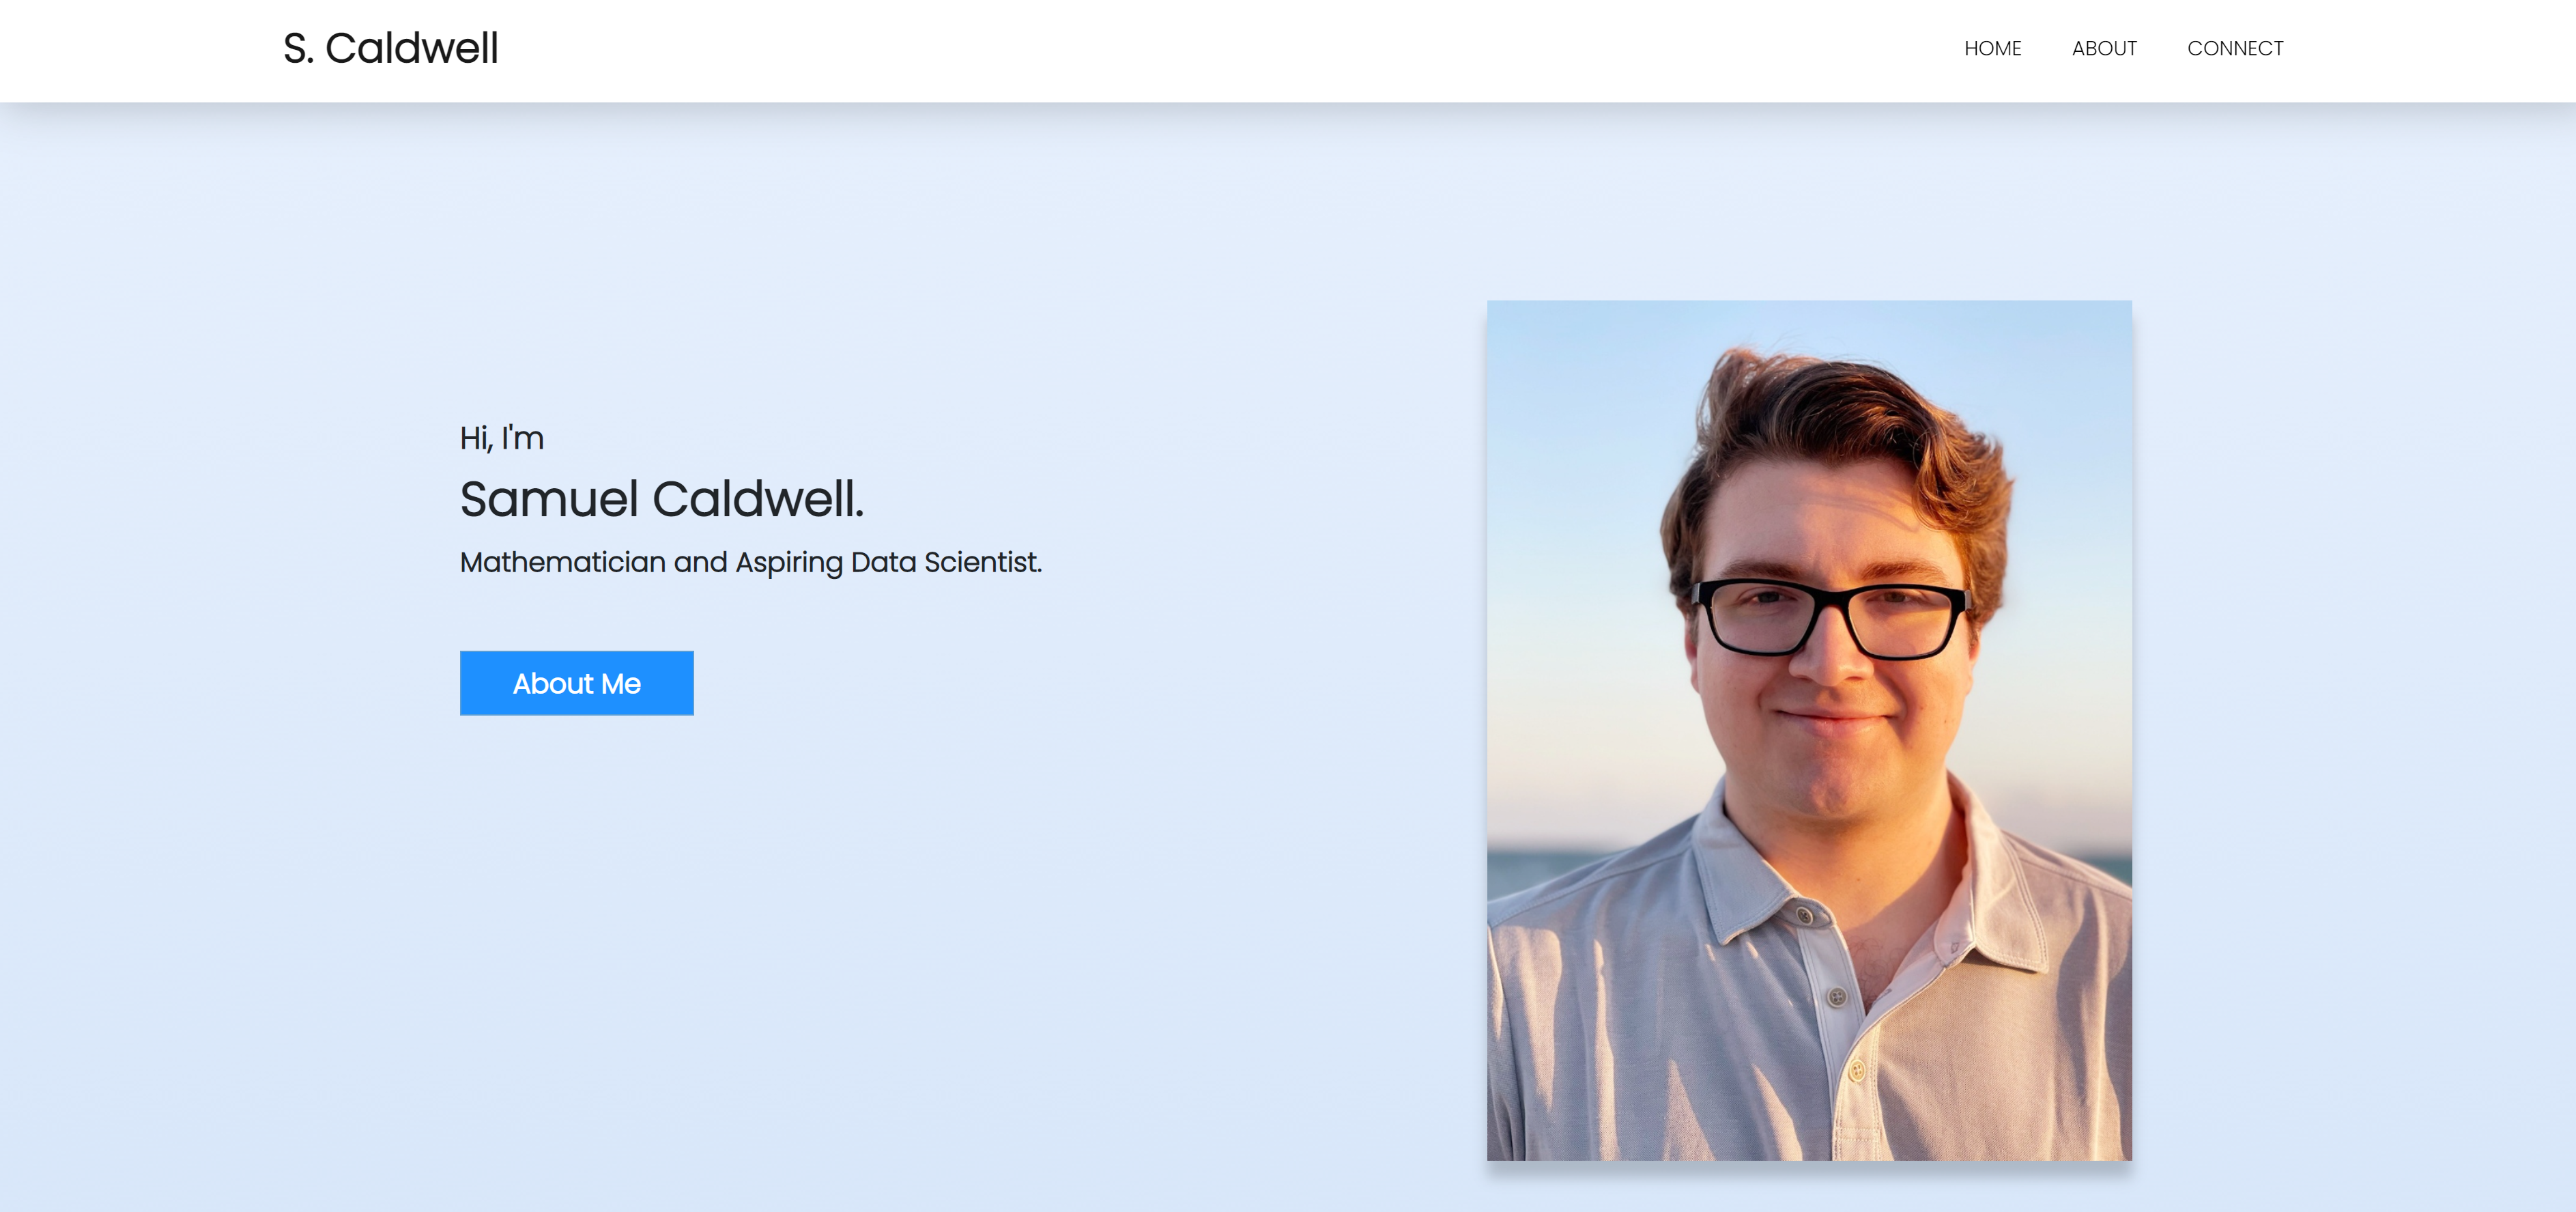 S. Caldwell
HOME ABOUT CONNECT
Hi, I'm
Samuel Caldwell.
Mathematician and Aspiring Data Scientist.
About Me